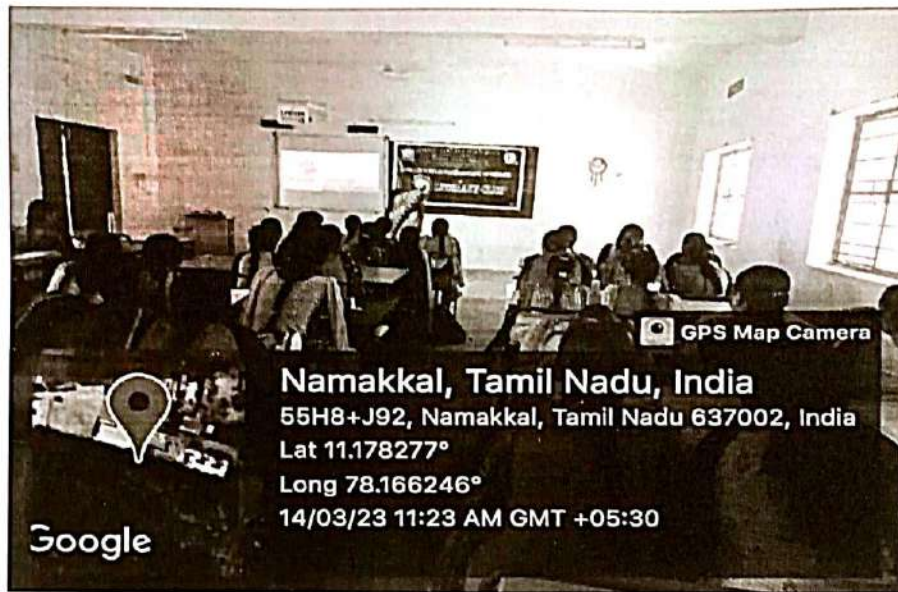 GPS Map Camera
Namakkal, Tamil Nadu, India
55H8+J92, Namakkal, Tamil Nadu 637002, India
Lat 11.178277°
Long 78.166246°
14/03/23 11:23 AM GMT +05:30
Google